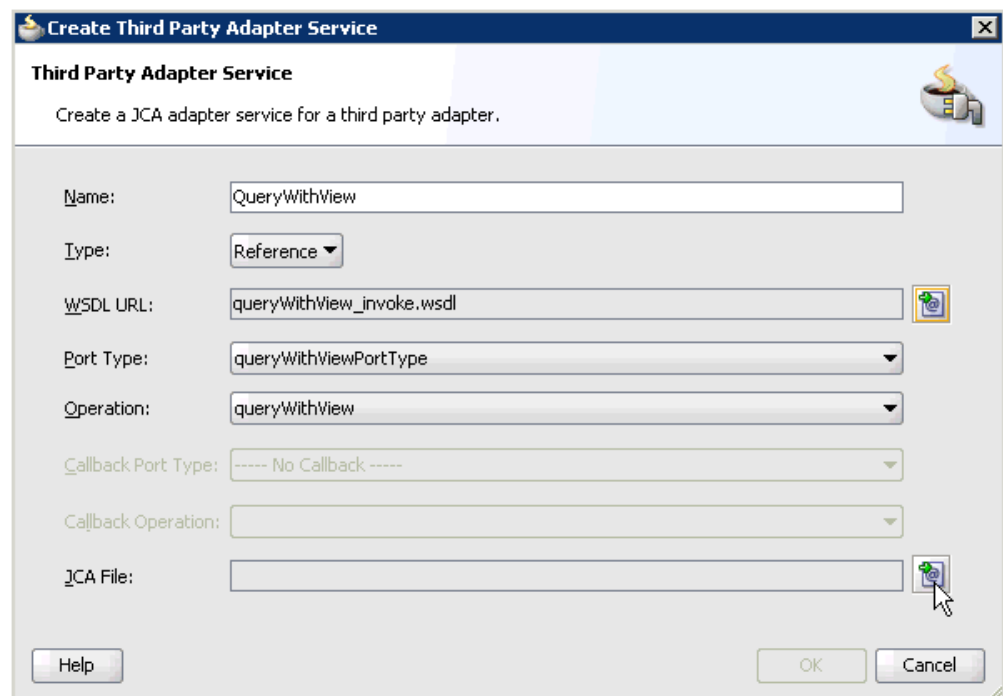 Create Third Party Adapter Service
Third Party Adapter Service
Create a JCA adapter service for a third party adapter.
Name: QueryWithView
Type: Reference
WSDL URL: queryWithView_invoke.wsdl
Port Type: queryWithViewPortType
Operation: queryWithView
Callback Port Type: ----- No Callback -----
Callback Operation:
JCA File:
Help OK Cancel